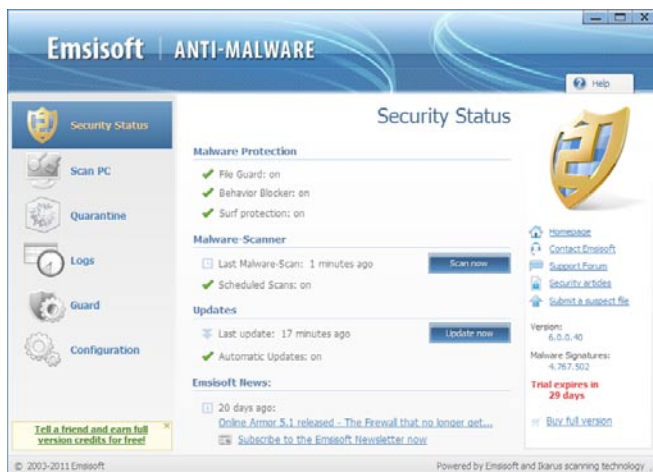 Emsisoft | ANTI-MALWARE
Help
Security Status
Scan PC
Quarantine
Logs
Guard
Configuration
Tell a friend and earn full
version credits for free!
Security Status
Malware Protection
File Guard: on
Behavior Blocker: on
Surf protection: on
Malware-Scanner
Last Malware-Scan: 1 minutes ago
Scan now
Scheduled Scans: on
Updates
Last update: 17 minutes ago
Update now
Automatic Updates: on
Emsisoft News:
20 days ago:
Online Armor 5.1 released - The Firewall that no longer get...
Subscribe to the Emsisoft Newsletter now
Homepage
Contact Emsisoft
Support Forum
Security articles
Submit a suspect file
Version:
6.0.0.40
Malware Signatures:
4.767.502
Trial expires in
29 days
Buy full version
© 2003-2011 Emsisoft
Powered by Emsisoft and Ikarus scanning technology